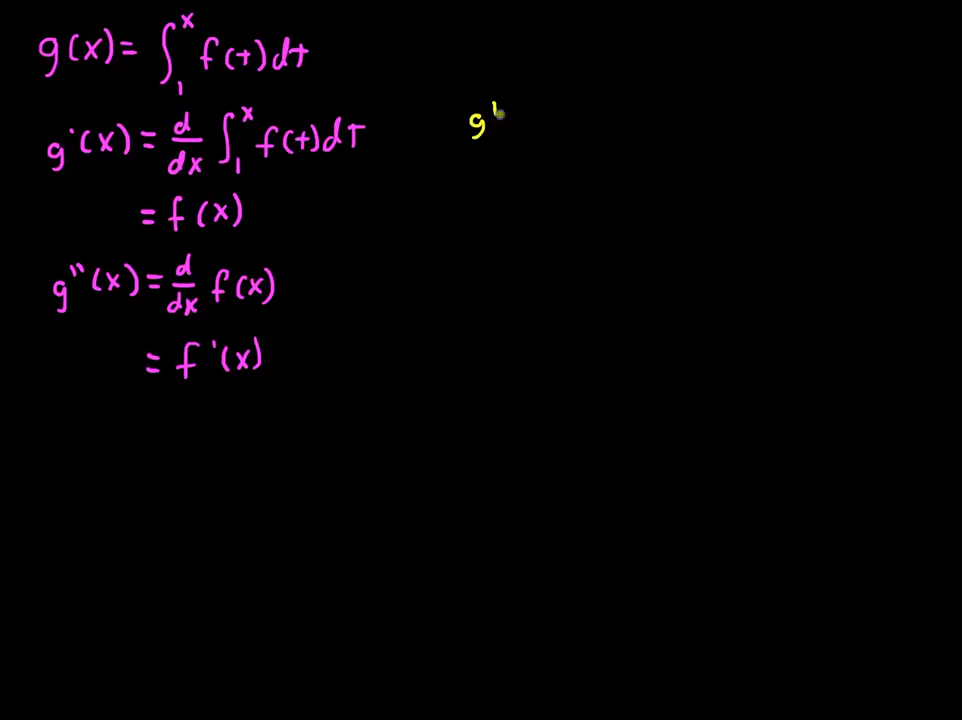 g(x) = ∫₁ˣ f(t)dt
g'(x) = d/dx ∫₁ˣ f(t)dt
= f(x)
g''(x) = d/dx f(x)
= f'(x)
g'